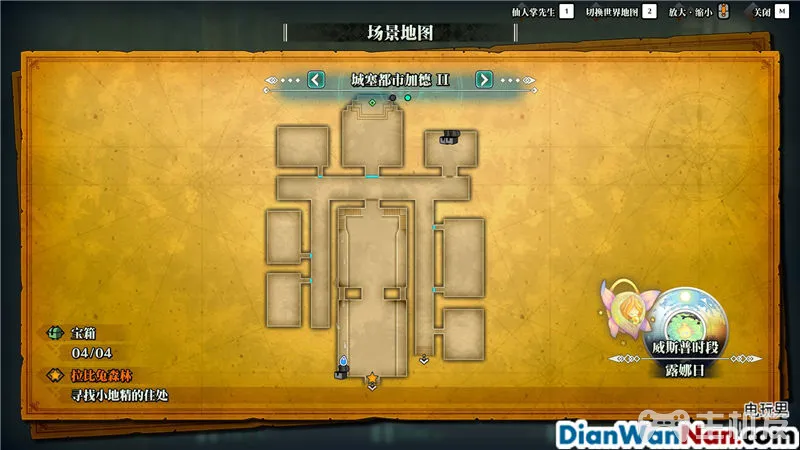 仙人掌先生 1 切换世界地图 2 放大·缩小 关闭 M
场景地图
城塞都市加德 II
宝箱
04/04
拉比兔森林
寻找小地精的住处
威斯普时段
露娜日
电玩男
DianWanNan.com